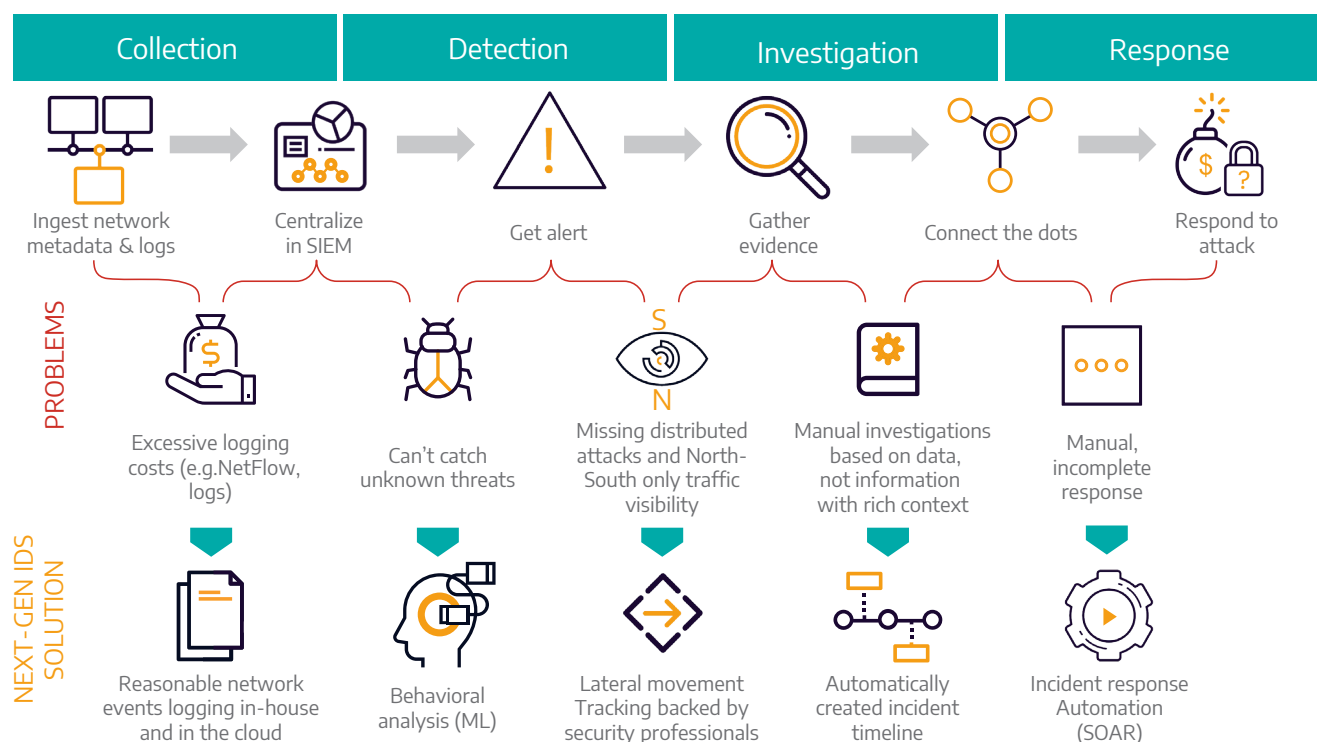 Collection
Detection
Investigation
Response
!
$
?
Ingest network
metadata & logs
Centralize
in SIEM
Get alert
Gather
evidence
Connect the dots
Respond to
attack
PROBLEMS
$
S
N
Excessive logging
costs (e.g.NetFlow,
logs)
Can’t catch
unknown threats
Missing distributed
attacks and North-
South only traffic
visibility
Manual investigations
based on data,
not information
with rich context
Manual,
incomplete
response
NEXT-GEN IDS
SOLUTION
Reasonable network
events logging in-house
and in the cloud
Behavioral
analysis (ML)
Lateral movement
Tracking backed by
security professionals
Automatically
created incident
timeline
Incident response
Automation
(SOAR)